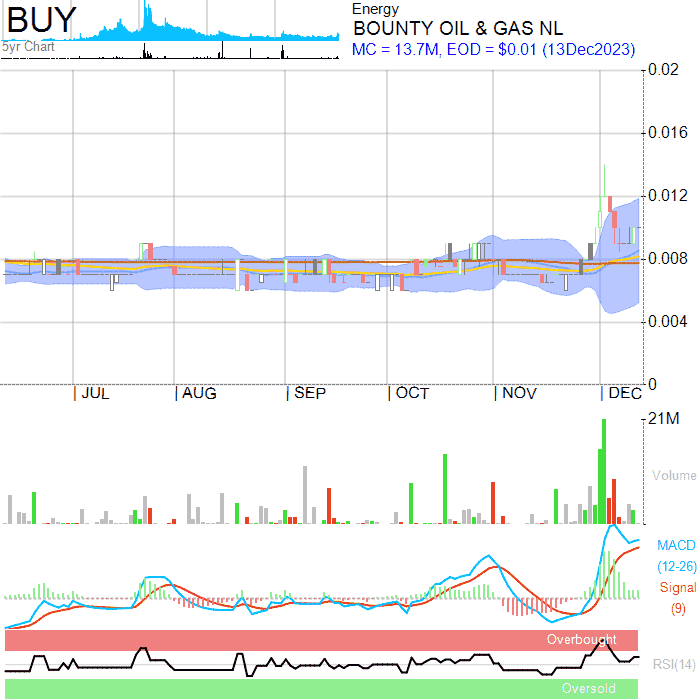 BUY
5yr Chart
Energy
BOUNTY OIL & GAS NL
MC = 13.7M, EOD = $0.01 (13Dec2023)
0.02
0.016
0.012
0.008
0.004
0
JUL AUG SEP OCT NOV DEC
21M
Volume
MACD
(12-26)
Signal
(9)
Overbought
RSI(14)
Oversold